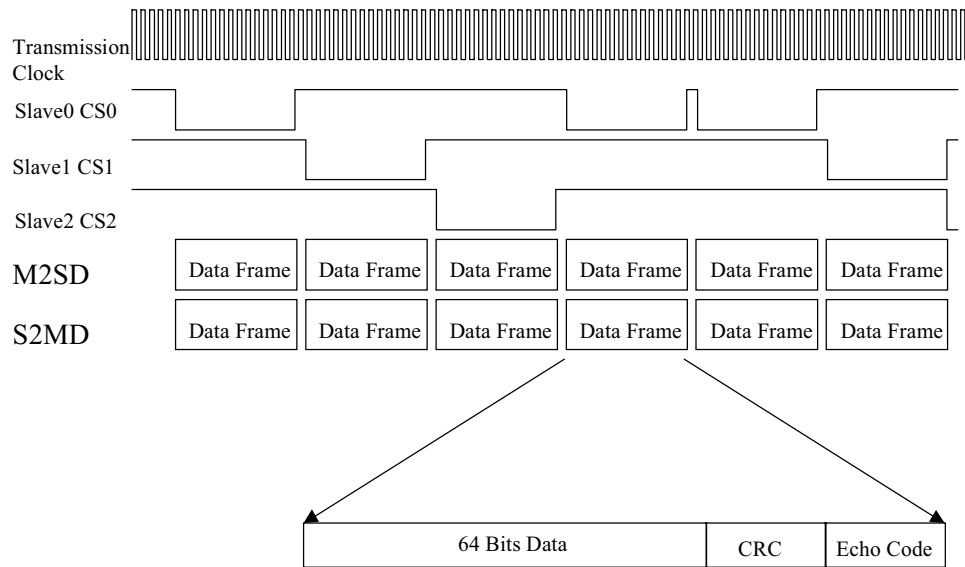 Transmission
Clock
Slave0 CS0
Slave1 CS1
Slave2 CS2
M2SD
Data Frame Data Frame Data Frame Data Frame Data Frame Data Frame
S2MD
Data Frame Data Frame Data Frame Data Frame Data Frame Data Frame
64 Bits Data CRC Echo Code